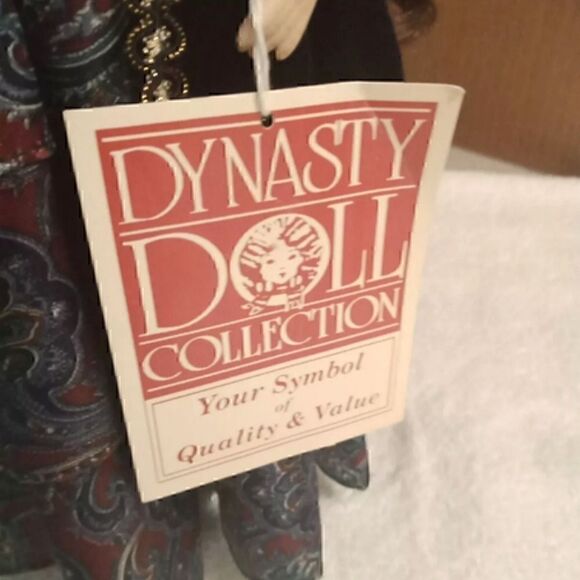 DYNASTY
DOLL
COLLECTION
Your Symbol
of
Quality & Value